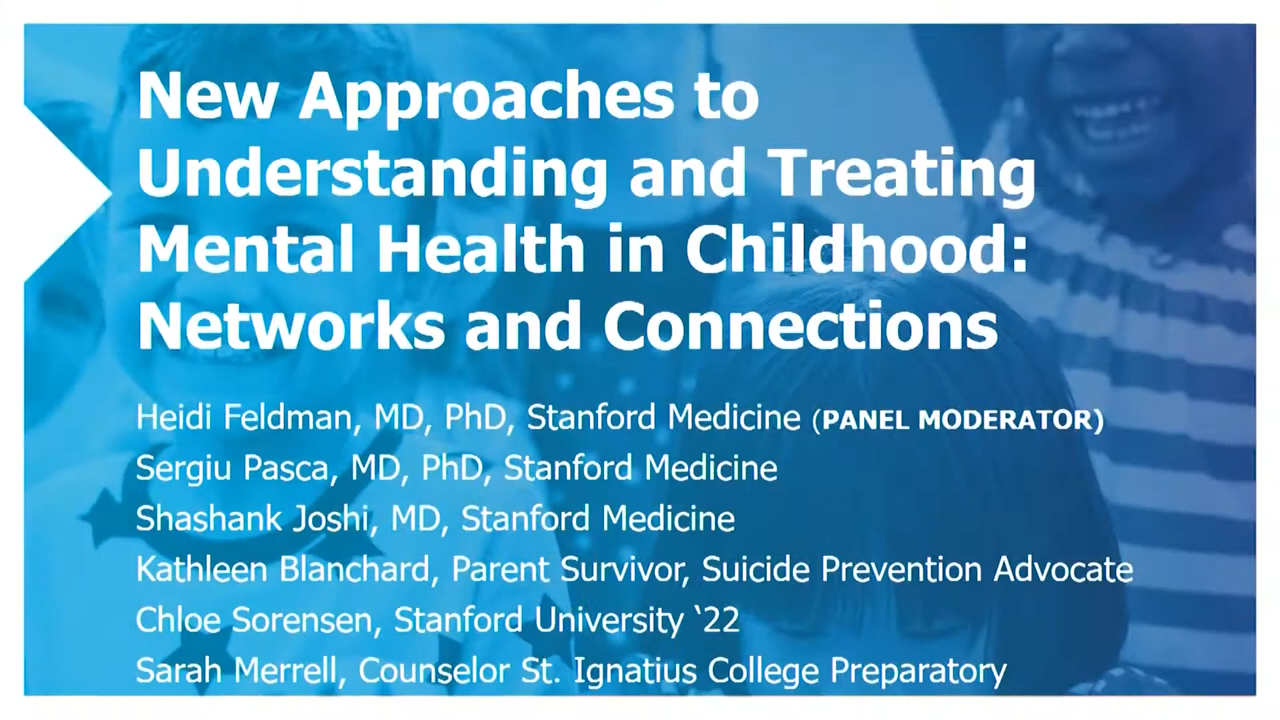 New Approaches to
Understanding and Treating
Mental Health in Childhood:
Networks and Connections
Heidi Feldman, MD, PhD, Stanford Medicine (PANEL MODERATOR)
Sergiu Pasca, MD, PhD, Stanford Medicine
Shashank Joshi, MD, Stanford Medicine
Kathleen Blanchard, Parent Survivor, Suicide Prevention Advocate
Chloe Sorensen, Stanford University ‘22
Sarah Merrell, Counselor St. Ignatius College Preparatory